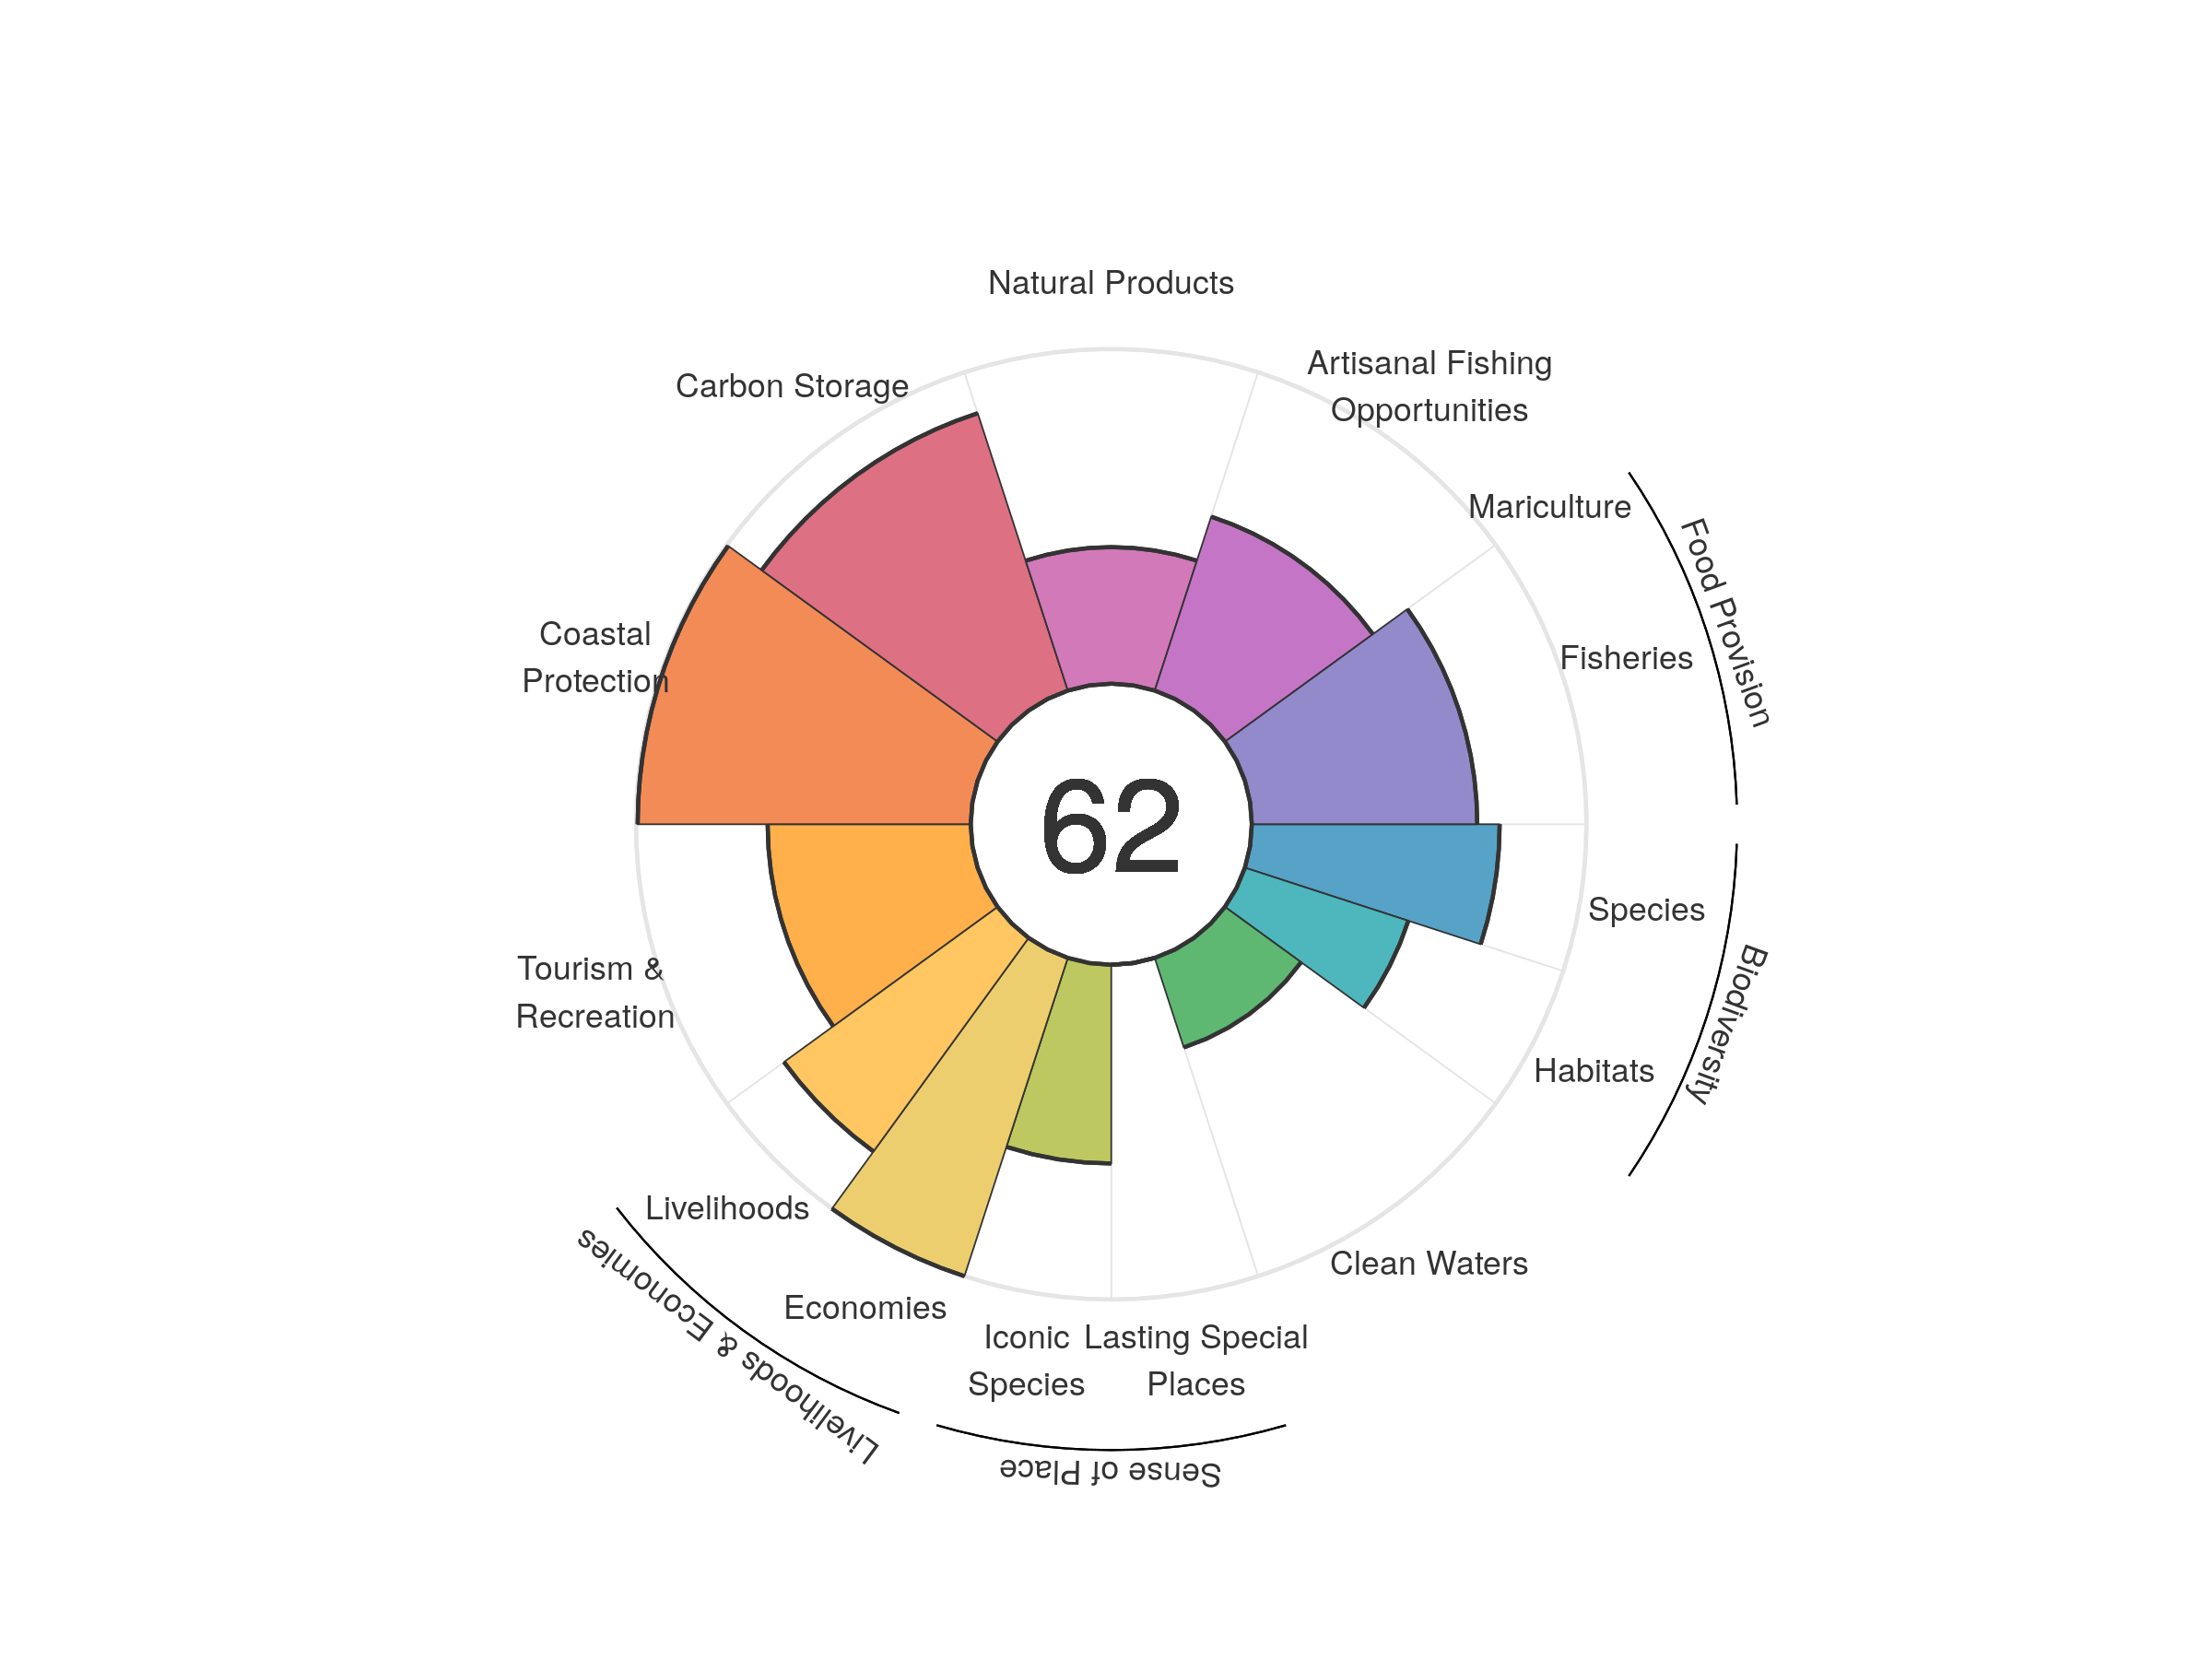 Natural Products
Artisanal Fishing
Opportunities
Carbon Storage
Mariculture
Food Provision
Fisheries
Coastal
Protection
62
Species
Biodiversity
Tourism &
Recreation
Habitats
Livelihoods
Clean Waters
Economies
Livelihoods & Economies
Iconic
Species
Lasting Special
Places
Sense of Place